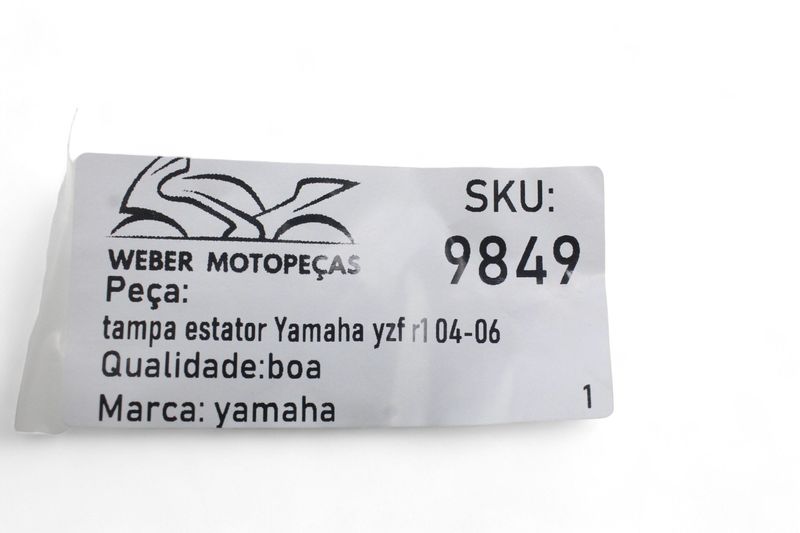 WEBER MOTOPEÇAS
SKU:
9849
Peça:
tampa estator Yamaha yzf r1 04-06
Qualidade:boa
Marca: yamaha
1